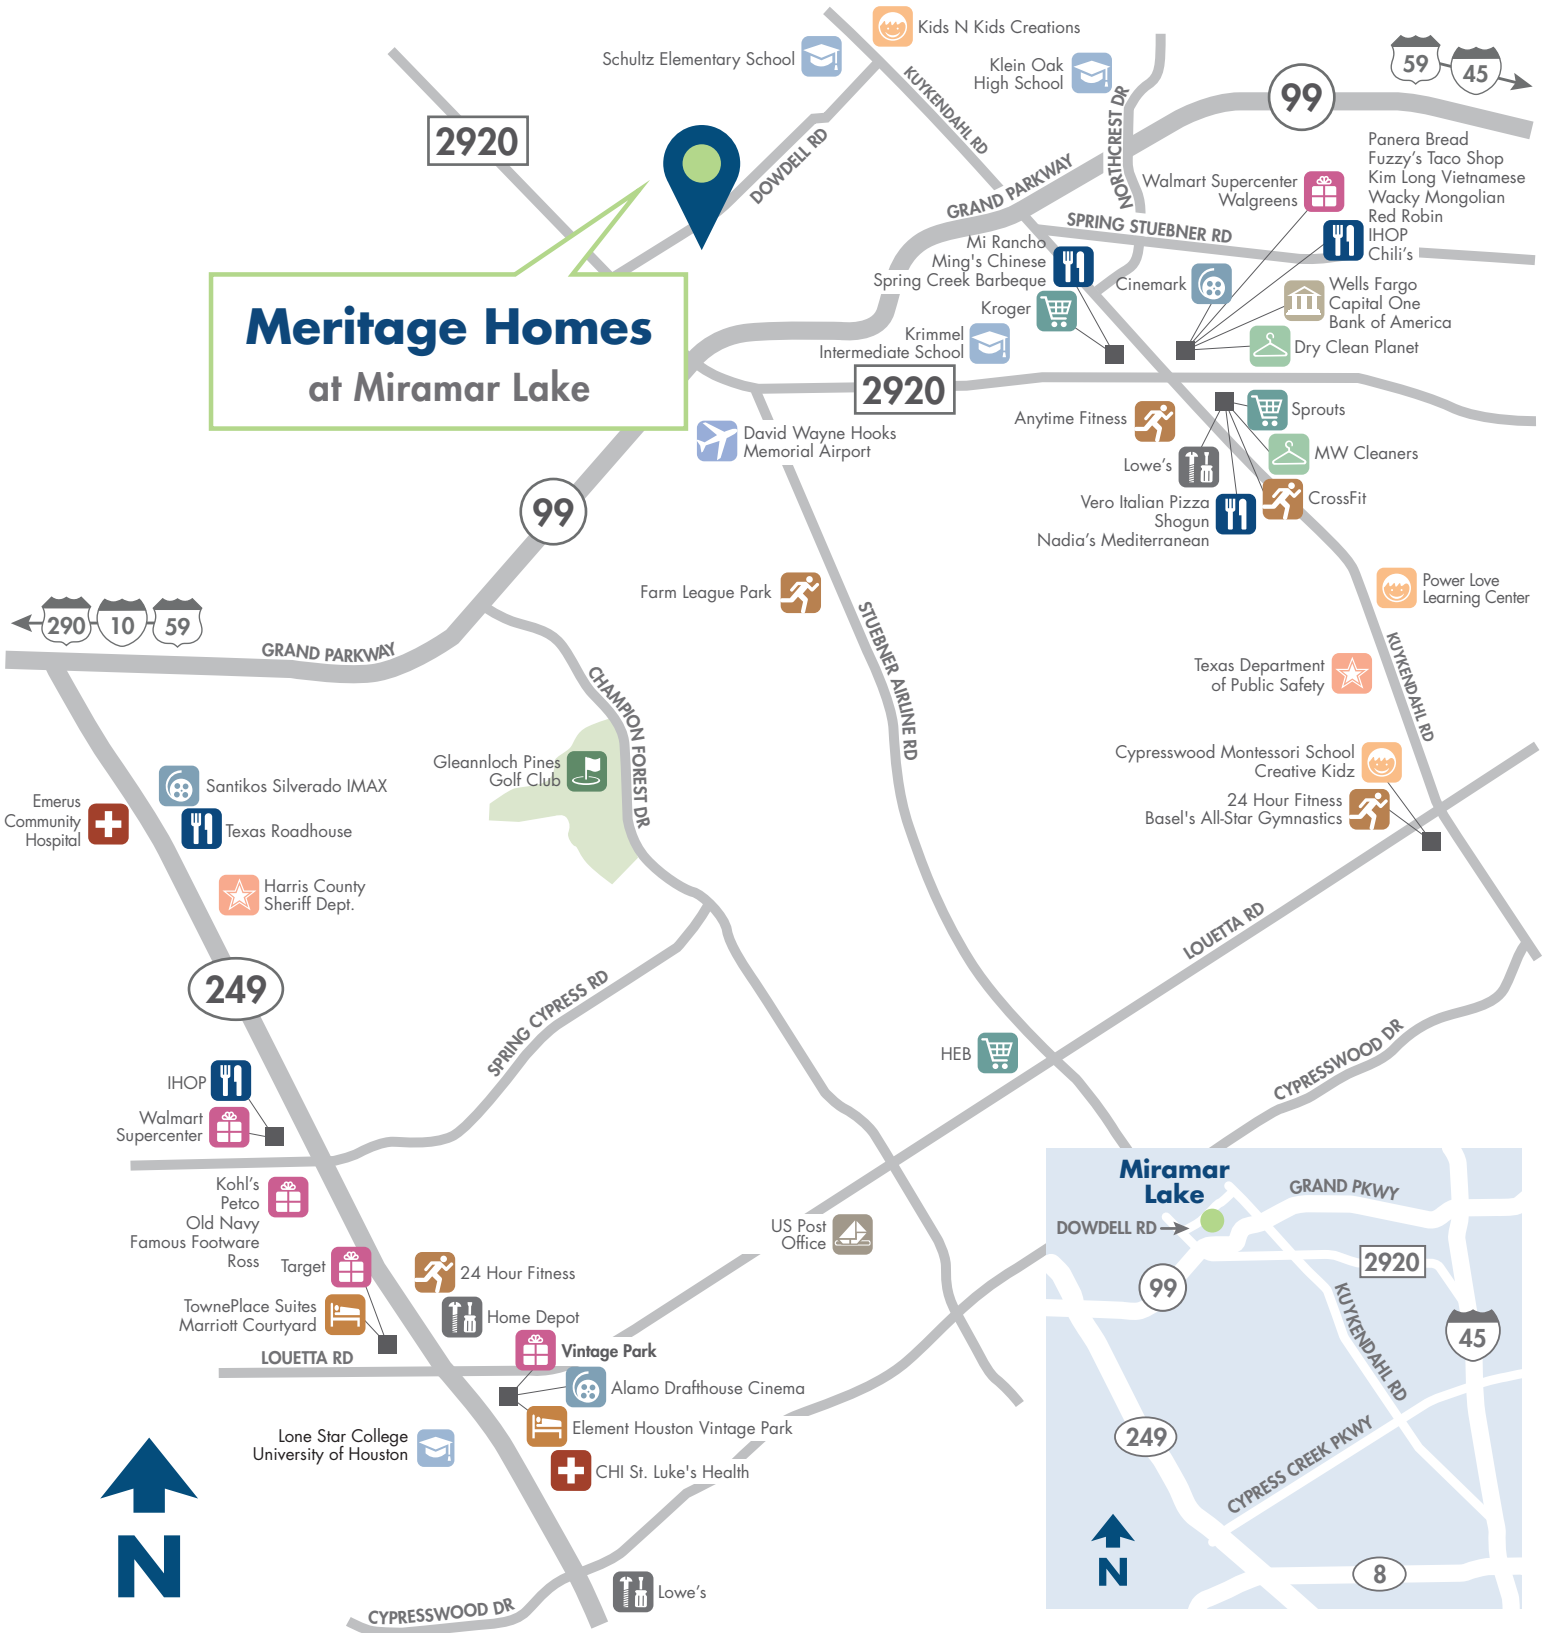 Kids N Kids Creations
Schultz Elementary School
Klein Oak
High School
KUYKENDAHL RD
NORTHCREST DR
59
45
99
2920
DOWDELL RD
GRAND PARKWAY
Panera Bread
Fuzzy's Taco Shop
Kim Long Vietnamese
Wacky Mongolian
Red Robin
IHOP
Chili's
Walmart Supercenter
Walgreens
SPRING STUEBNER RD
Mi Rancho
Ming's Chinese
Spring Creek Barbeque
Kroger
Cinemark
Wells Fargo
Capital One
Bank of America
Dry Clean Planet
Krimmel
Intermediate School
Meritage Homes
at Miramar Lake
2920
David Wayne Hooks
Memorial Airport
Anytime Fitness
Sprouts
Lowe's
MW Cleaners
Vero Italian Pizza
Shogun
Nadia's Mediterranean
CrossFit
99
Farm League Park
Power Love
Learning Center
290
10
59
GRAND PARKWAY
STUEBNER AIRLINE RD
KUYKENDAHL RD
Texas Department
of Public Safety
CHAMPION FOREST DR
Gleannloch Pines
Golf Club
Cypresswood Montessori School
Creative Kidz
24 Hour Fitness
Basel's All-Star Gymnastics
Santikos Silverado IMAX
Emerus
Community
Hospital
Texas Roadhouse
Harris County
Sheriff Dept.
LOUETTA RD
249
SPRING CYPRESS RD
HEB
CYPRESSWOOD DR
IHOP
Walmart
Supercenter
Kohl's
Petco
Old Navy
Famous Footware
Ross
US Post
Office
Target
24 Hour Fitness
TownePlace Suites
Marriott Courtyard
Home Depot
LOUETTA RD
Vintage Park
Alamo Drafthouse Cinema
Element Houston Vintage Park
Lone Star College
University of Houston
CHI St. Luke's Health
N
Lowe's
CYPRESSWOOD DR
Miramar
Lake
GRAND PKWY
DOWDELL RD
2920
99
KUYKENDAHL RD
45
249
CYPRESS CREEK PKWY
N
8